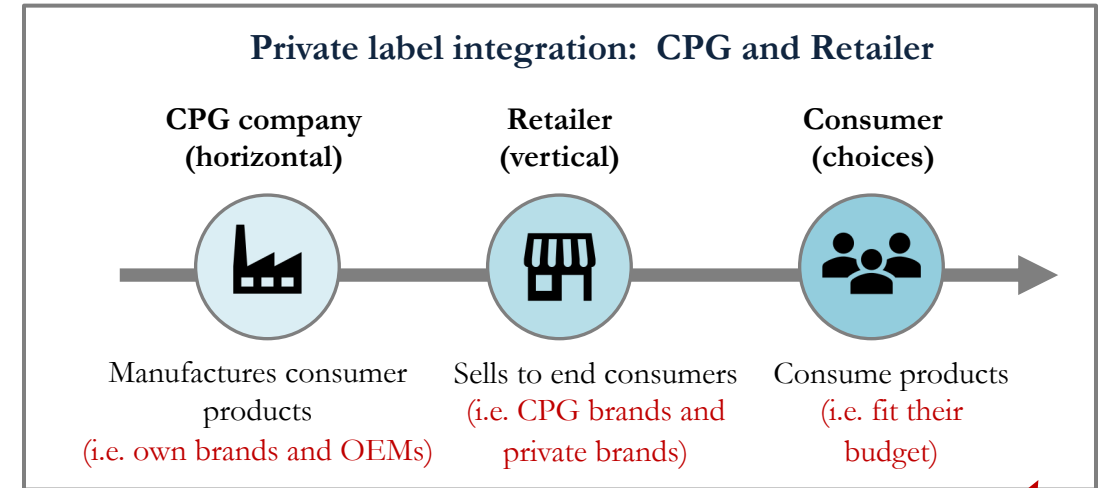 Private label integration:  CPG and Retailer
CPG company
(horizontal)
Retailer
(vertical)
Consumer
(choices)
Manufactures consumer
products
(i.e. own brands and OEMs)
Sells to end consumers
(i.e. CPG brands and
private brands)
Consume products
(i.e. fit their
budget)